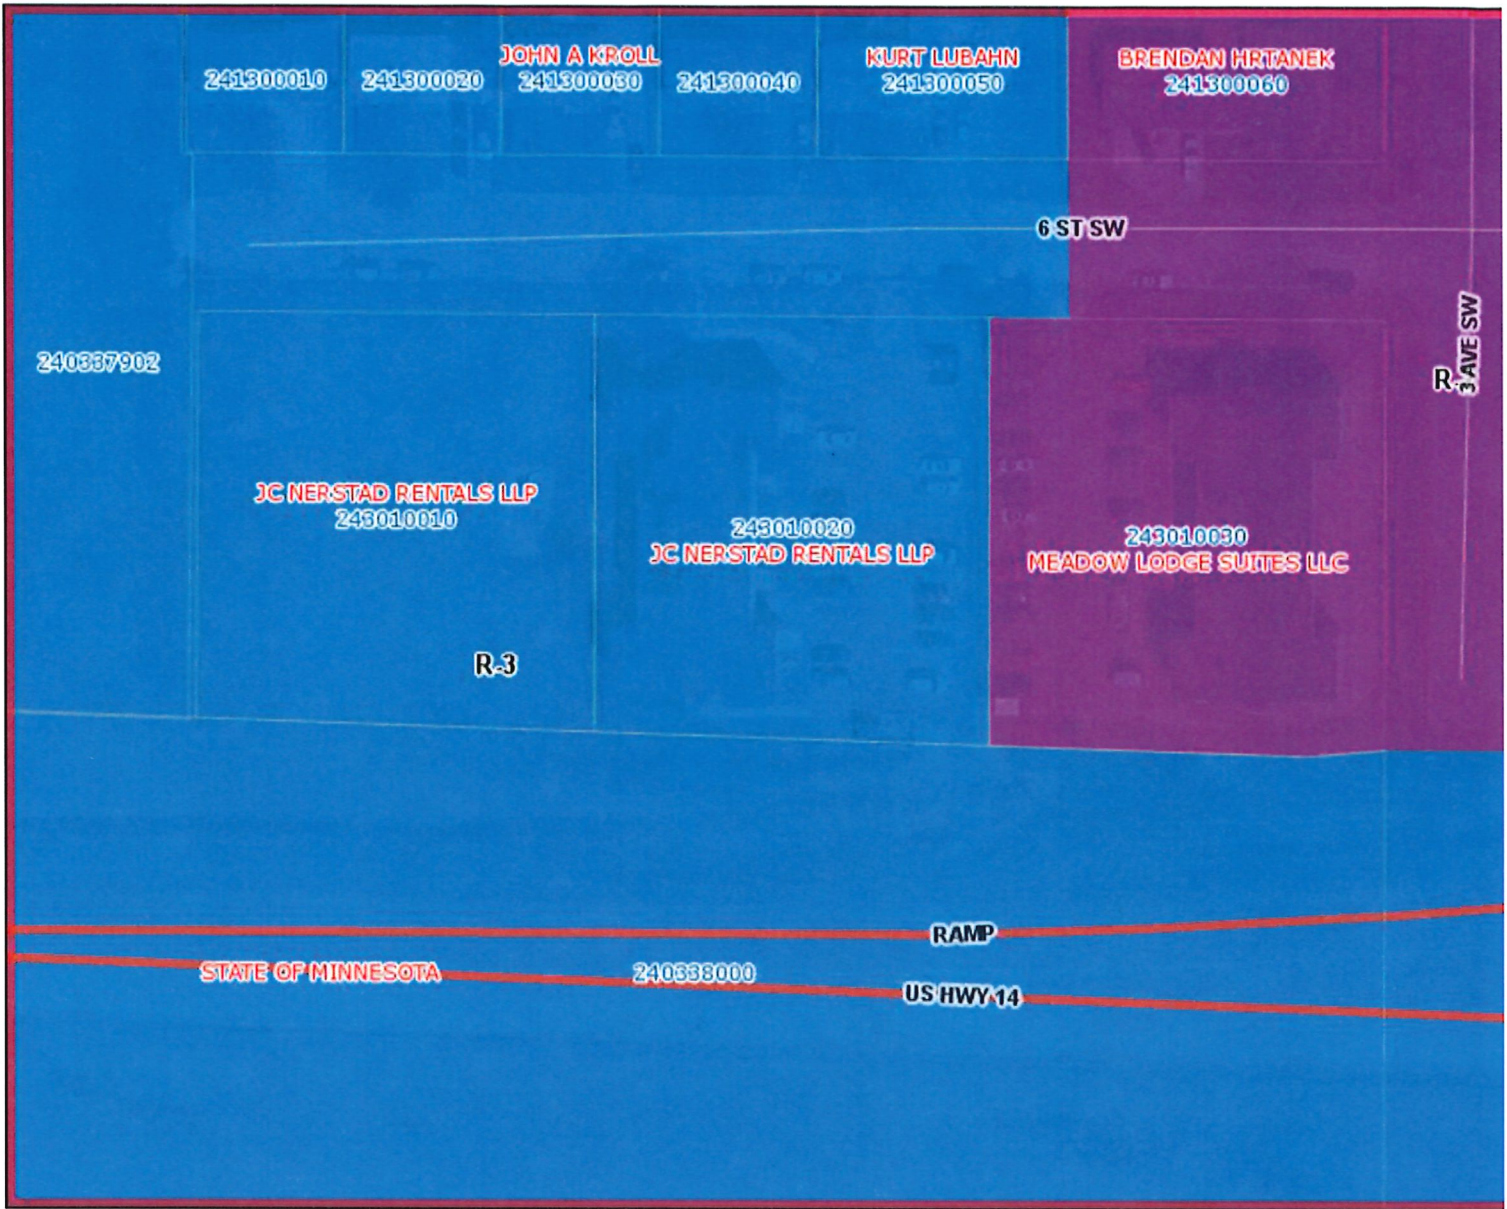 JOHN A KROLL
KURT LUBAHN
BRENDAN HRTANEK
241300010
241300020
241300030
241300040
241300050
241300060
6 ST SW
3 AVE SW
R-
240337902
JC NERSTAD RENTALS LLP
243010010
243010020
JC NERSTAD RENTALS LLP
243010030
MEADOW LODGE SUITES LLC
R-3
RAMP
STATE OF MINNESOTA
240338000
US HWY 14